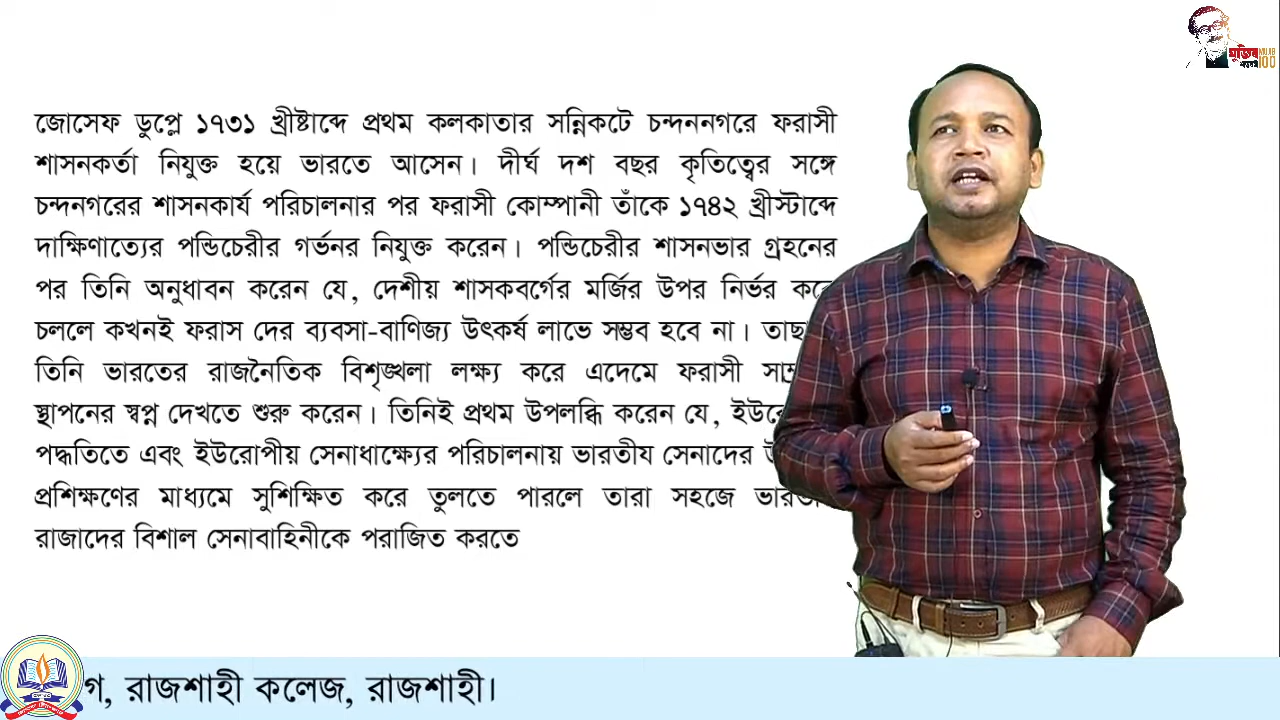 জোসেফ ডুপ্লে ১৭৩১ খ্রীষ্টাব্দে প্রথম কলকাতার সন্নিকটে চন্দননগরে ফরাসী
শাসনকর্তা নিযুক্ত হয়ে ভারতে আসেন। দীর্ঘ দশ বছর কৃতিত্বের সঙ্গে
চন্দনগরের শাসনকার্য পরিচালনার পর ফরাসী কোম্পানী তাঁকে ১৭৪২ খ্রীস্টাব্দে
দাক্ষিণাত্যের পন্ডিচেরীর গর্ভনর নিযুক্ত করেন। পন্ডিচেরীর শাসনভার গ্রহনের
পর তিনি অনুধাবন করেন যে, দেশীয় শাসকবর্গের মর্জির উপর নির্ভর করে
চললে কখনই ফরাস দের ব্যবসা-বাণিজ্য উৎকর্ষ লাভে সম্ভব হবে না।
তিনি ভারতের রাজনৈতিক বিশৃঙ্খলা লক্ষ্য করে এদেমে ফরাসী
স্থাপনের স্বপ্ন দেখতে শুরু করেন। তিনিই প্রথম উপলব্ধি করেন যে,
পদ্ধতিতে এবং ইউরোপীয় সেনাধাক্ষ্যের পরিচালনায় ভারতীয সেনাদের
প্রশিক্ষণের মাধ্যমে সুশিক্ষিত করে তুলতে পারলে তারা সহজে
রাজাদের বিশাল সেনাবাহিনীকে পরাজিত করতে
মুজিব
MUJIB
100
গ, রাজশাহী কলেজ, রাজশাহী।